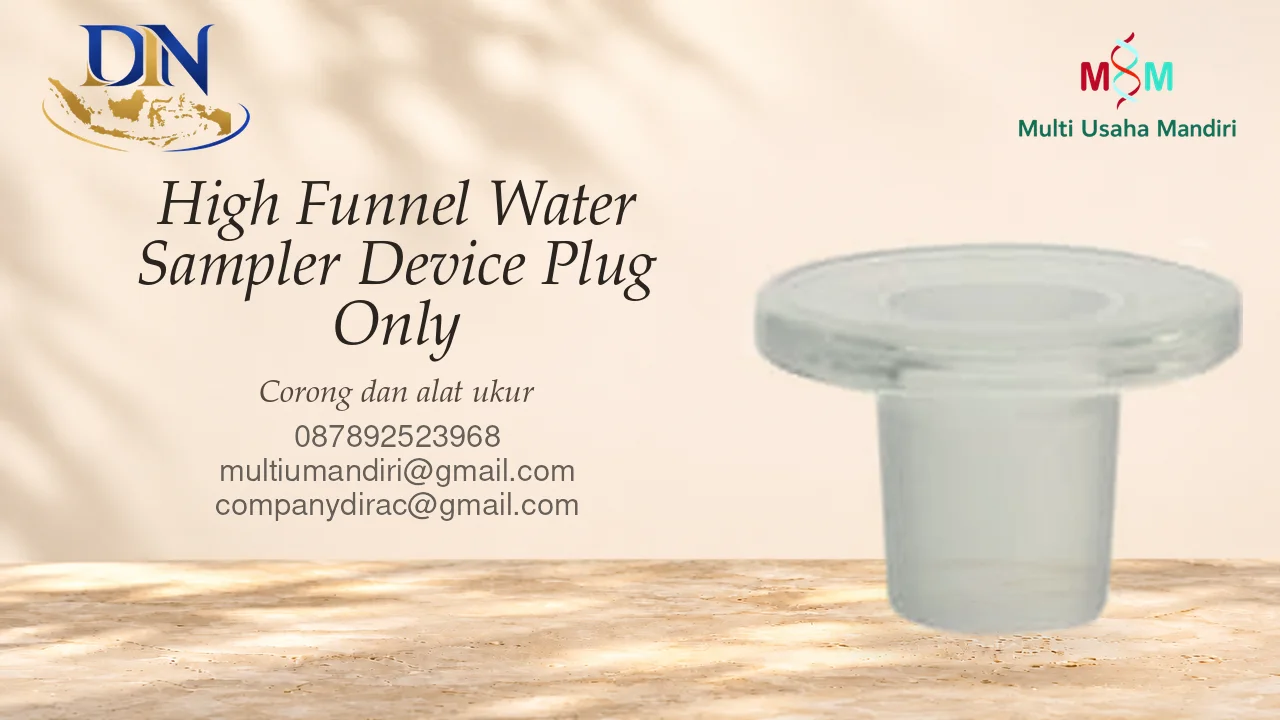 DIN
MSM
Multi Usaha Mandiri
High Funnel Water
Sampler Device Plug
Only
Corong dan alat ukur
087892523968
multiumandiri@gmail.com
companydirac@gmail.com